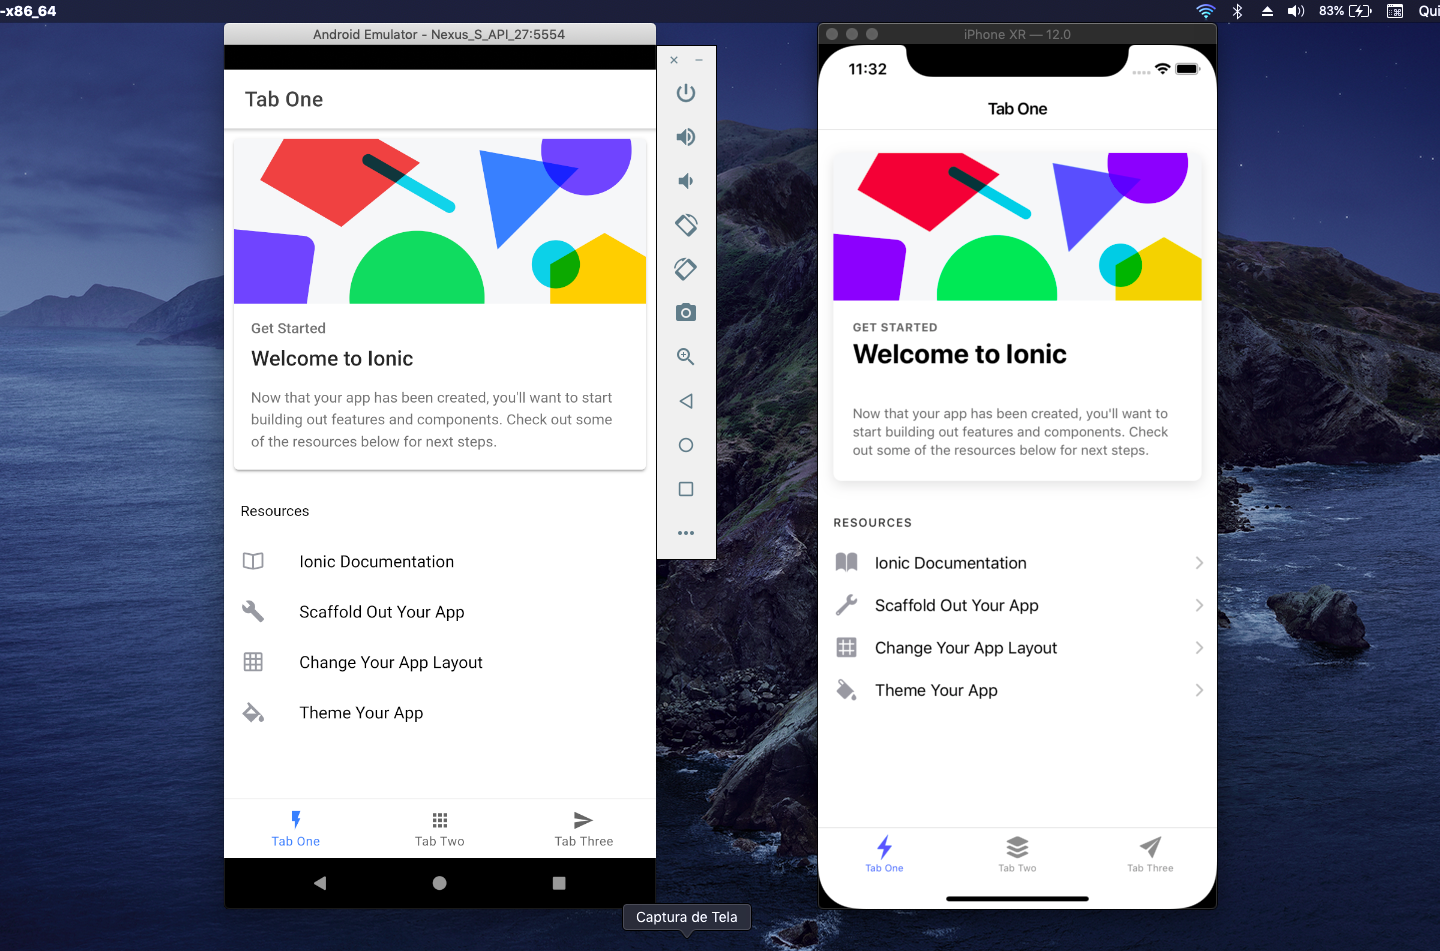 -x86_64
83%
Qui
Android Emulator - Nexus_S_API_27:5554
Tab One
Get Started
Welcome to Ionic
Now that your app has been created, you'll want to start
building out features and components. Check out some
of the resources below for next steps.
Resources
Ionic Documentation
Scaffold Out Your App
Change Your App Layout
Theme Your App
Tab One
Tab Two
Tab Three
iPhone XR — 12.0
11:32
Tab One
GET STARTED
Welcome to Ionic
Now that your app has been created, you'll want to
start building out features and components. Check
out some of the resources below for next steps.
RESOURCES
Ionic Documentation
Scaffold Out Your App
Change Your App Layout
Theme Your App
Tab One
Tab Two
Tab Three
Captura de Tela